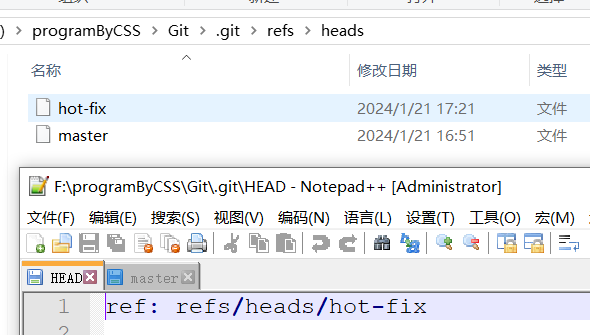 ) programByCSS > Git > .git > refs > heads
名称 修改日期 类型
hot-fix 2024/1/21 17:21 文件
master 2024/1/21 16:51 文件
F:\programByCSS\Git\.git\HEAD - Notepad++ [Administrator]
文件(F) 编辑(E) 搜索(S) 视图(V) 编码(N) 语言(L) 设置(T) 工具(O) 宏(M)
HEAD master
1 ref: refs/heads/hot-fix
2